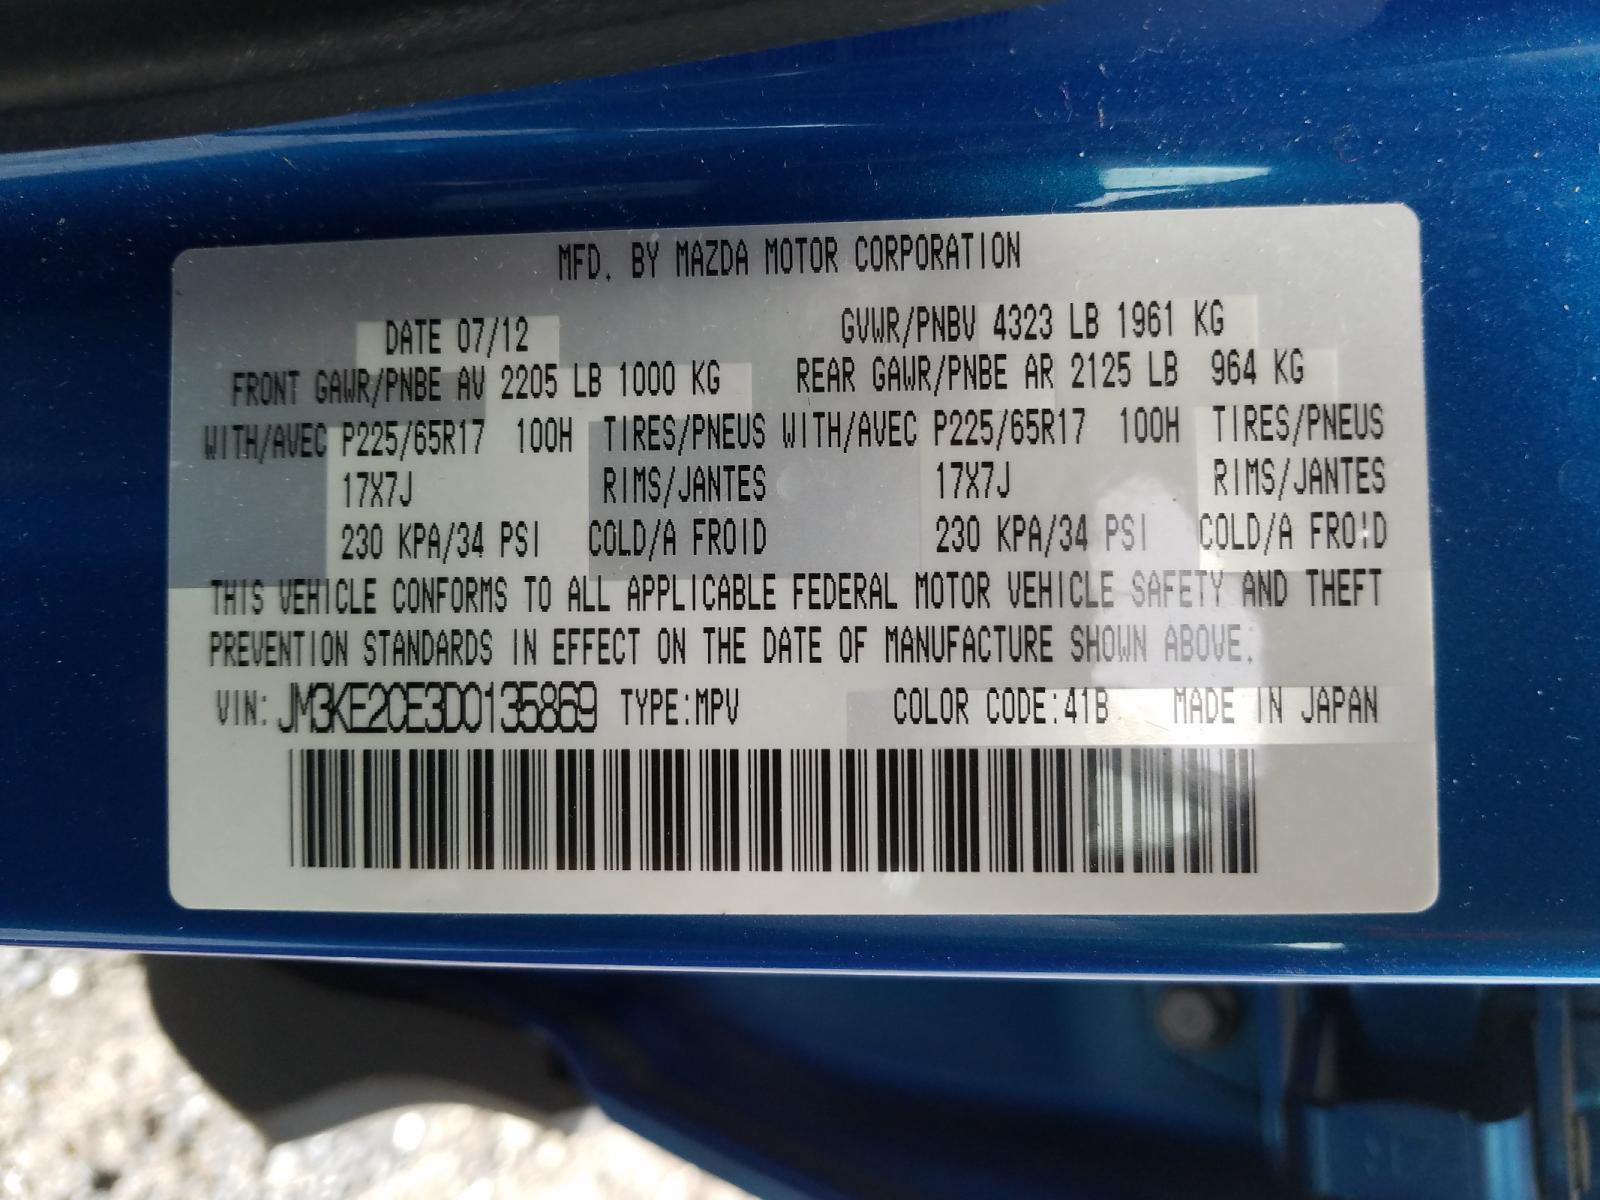 MFD. BY MAZDA MOTOR CORPORATION
DATE 07/12 GVWR/PNBV 4323 LB 1961 KG
FRONT GAWR/PNBE AV 2205 LB 1000 KG REAR GAWR/PNBE AR 2125 LB 964 KG
WITH/AVEC P225/65R17 100H TIRES/PNEUS WITH/AVEC P225/65R17 100H TIRES/PNEUS
17X7J RIMS/JANTES 17X7J RIMS/JANTES
230 KPA/34 PSI COLD/A FROID 230 KPA/34 PSI COLD/A FROID
THIS VEHICLE CONFORMS TO ALL APPLICABLE FEDERAL MOTOR VEHICLE SAFETY AND THEFT
PREVENTION STANDARDS IN EFFECT ON THE DATE OF MANUFACTURE SHOWN ABOVE.
VIN: JM3KE2CE3D0135869 TYPE:MPV COLOR CODE:41B MADE IN JAPAN